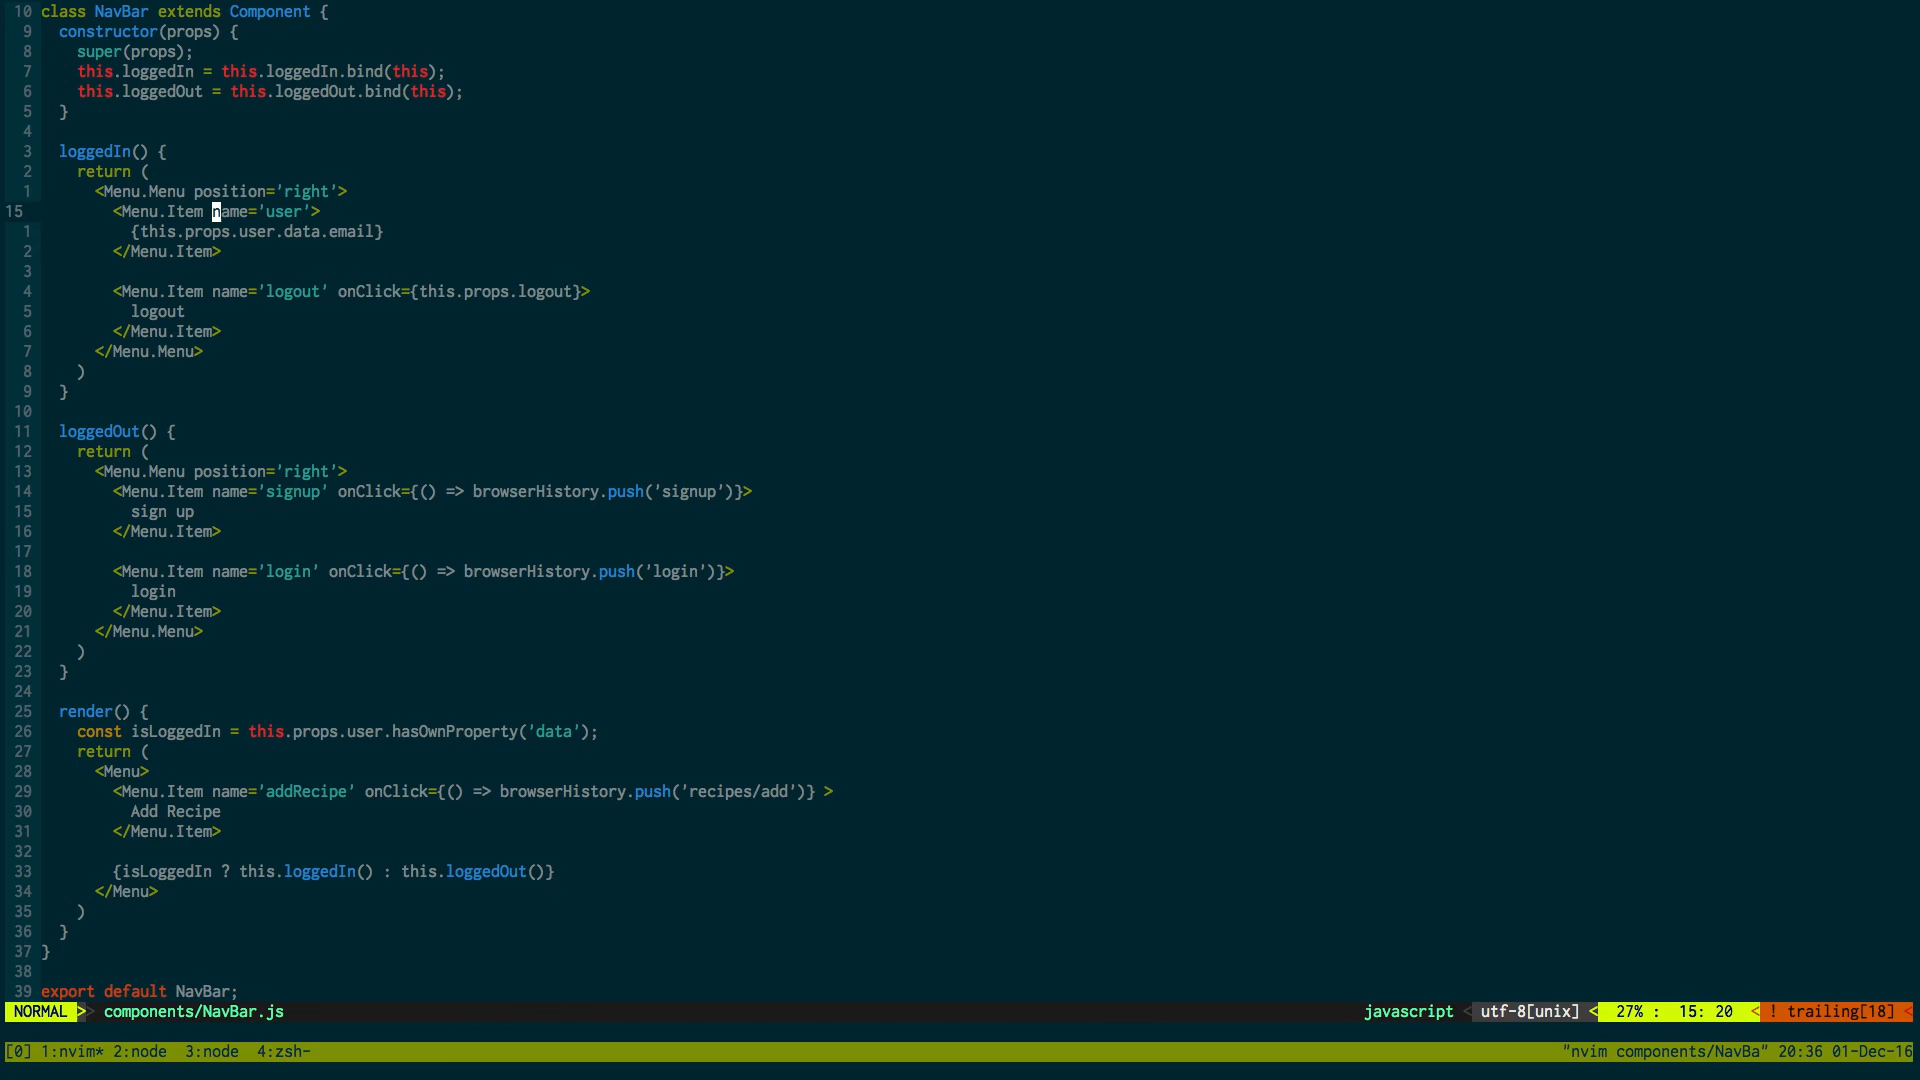 10 class NavBar extends Component {
9   constructor(props) {
8     super(props);
7     this.loggedIn = this.loggedIn.bind(this);
6     this.loggedOut = this.loggedOut.bind(this);
5   }
4
3   loggedIn() {
2     return (
1       <Menu.Menu position='right'>
15         <Menu.Item name='user'>
1           {this.props.user.data.email}
2         </Menu.Item>
3
4         <Menu.Item name='logout' onClick={this.props.logout}>
5           logout
6         </Menu.Item>
7       </Menu.Menu>
8     )
9   }
10
11   loggedOut() {
12     return (
13       <Menu.Menu position='right'>
14         <Menu.Item name='signup' onClick={() => browserHistory.push('signup')}>
15           sign up
16         </Menu.Item>
17
18         <Menu.Item name='login' onClick={() => browserHistory.push('login')}>
19           login
20         </Menu.Item>
21       </Menu.Menu>
22     )
23   }
24
25   render() {
26     const isLoggedIn = this.props.user.hasOwnProperty('data');
27     return (
28       <Menu>
29         <Menu.Item name='addRecipe' onClick={() => browserHistory.push('recipes/add')} >
30           Add Recipe
31         </Menu.Item>
32
33         {isLoggedIn ? this.loggedIn() : this.loggedOut()}
34       </Menu>
35     )
36   }
37 }
38
39 export default NavBar;
NORMAL > components/NavBar.js javascript < utf-8[unix] < 27% : 15: 20 < ! trailing[18] <
[0] 1:nvim* 2:node  3:node  4:zsh- "nvim components/NavBa" 20:36 01-Dec-16